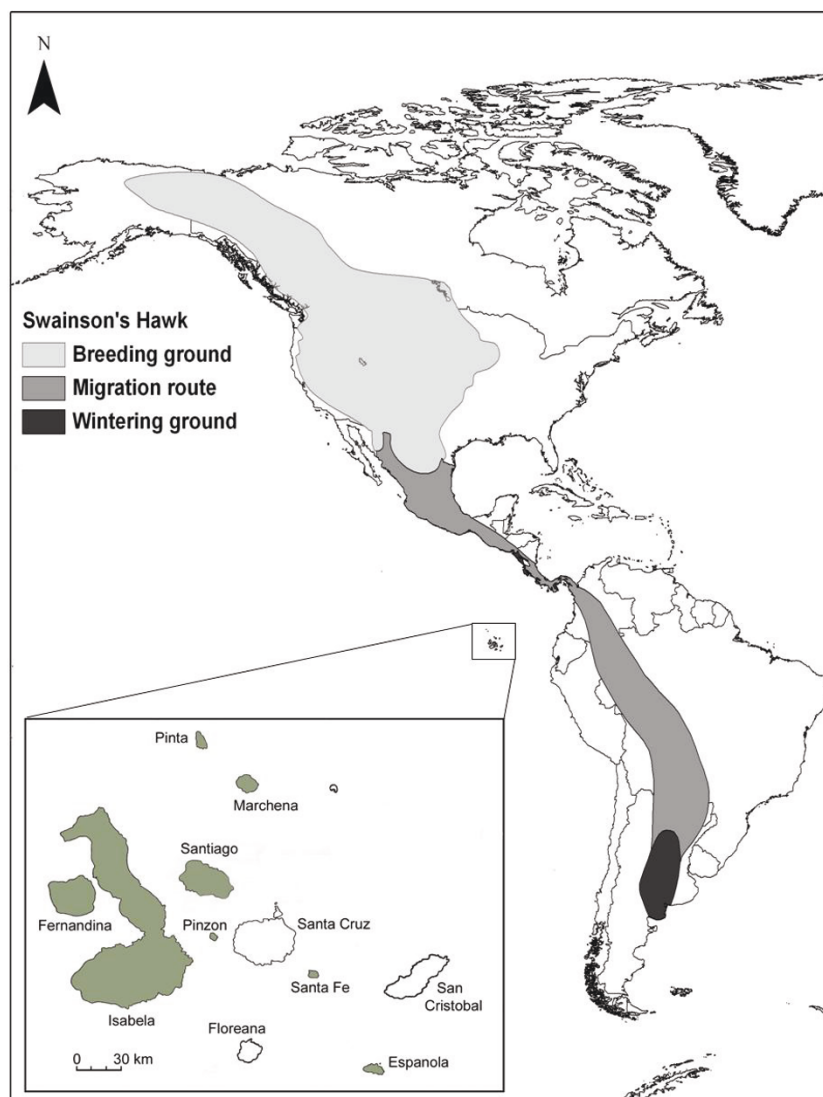 N
Swainson's Hawk
Breeding ground
Migration route
Wintering ground
Pinta
Marchena
Santiago
Fernandina
Pinzon
Santa Cruz
Isabela
Santa Fe
San
Cristobal
Floreana
Espanola
0 30 km